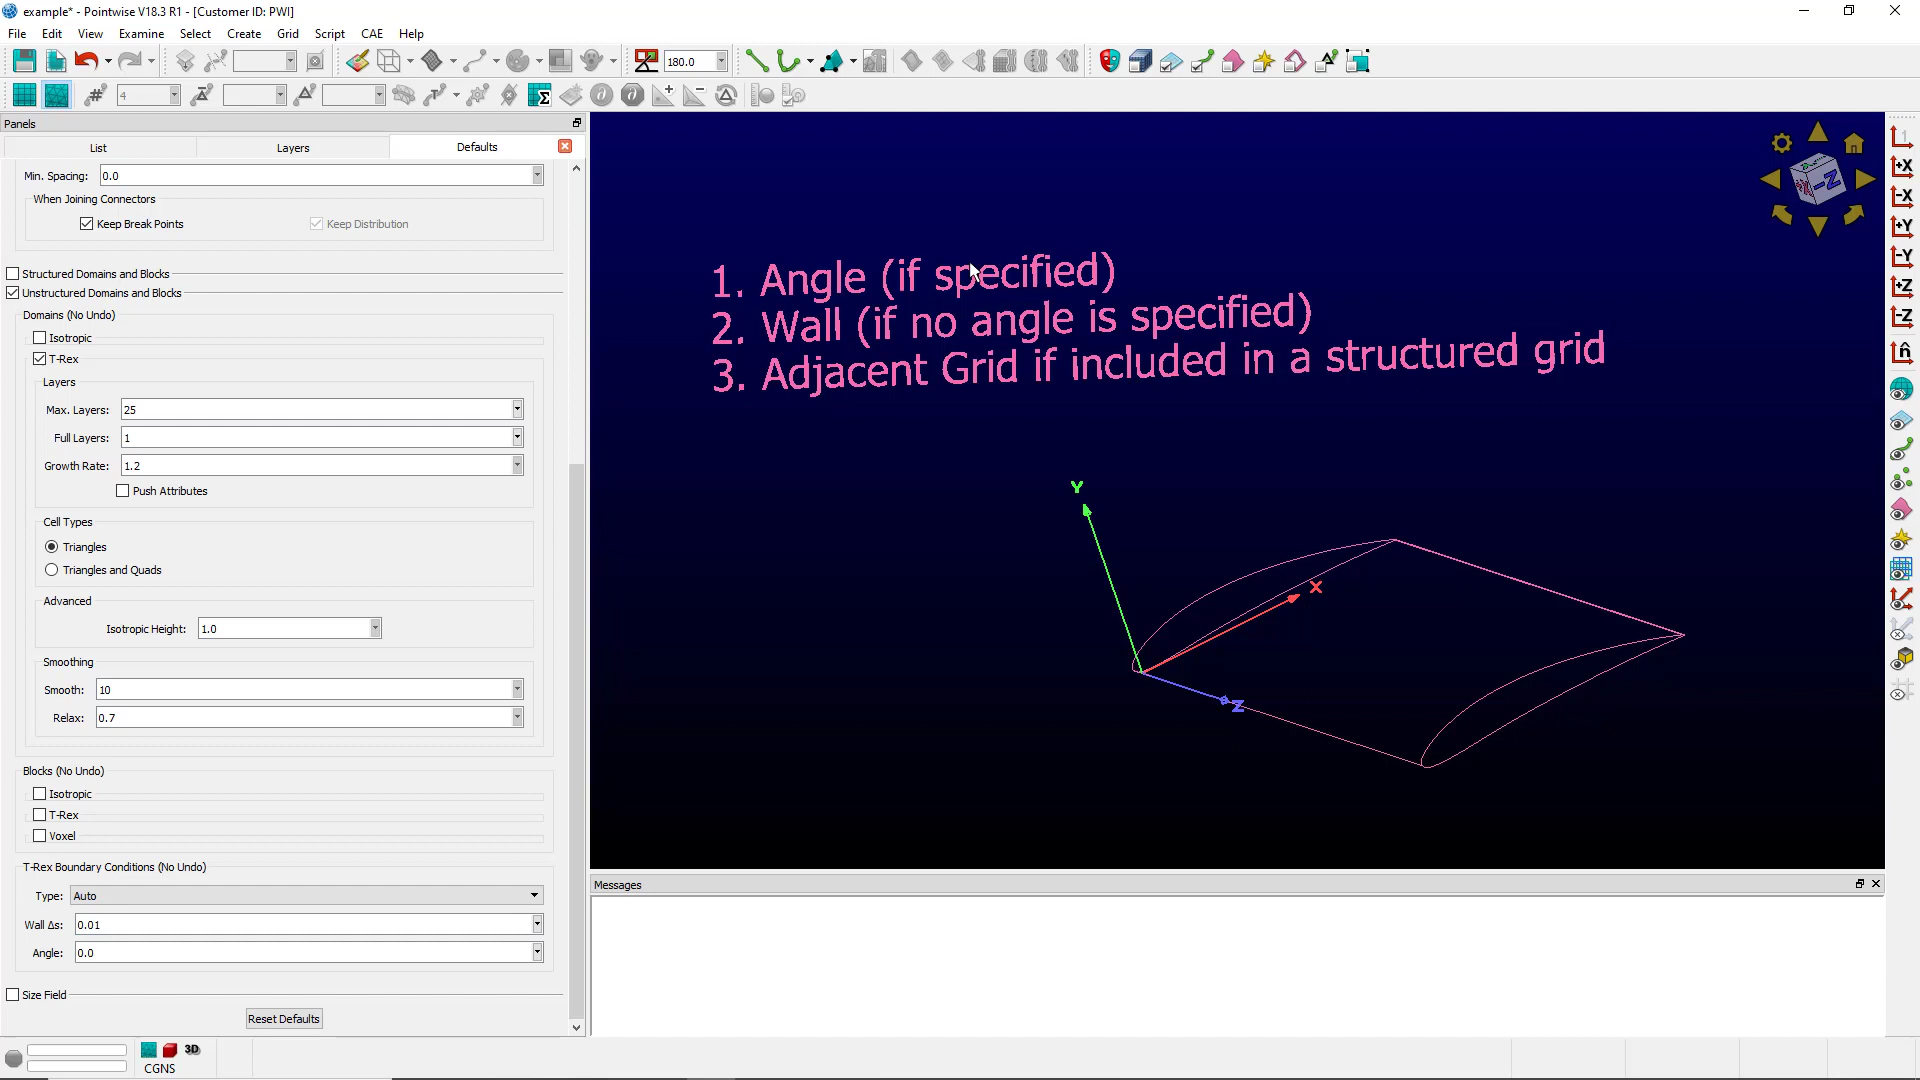 example* - Pointwise V18.3 R1 - [Customer ID: PWI]
File Edit View Examine Select Create Grid Script CAE Help
180.0
4
Panels
List Layers Defaults
Min. Spacing: 0.0
When Joining Connectors
Keep Break Points Keep Distribution
Structured Domains and Blocks
Unstructured Domains and Blocks
Domains (No Undo)
Isotropic
T-Rex
Layers
Max. Layers: 25
Full Layers: 1
Growth Rate: 1.2
Push Attributes
Cell Types
Triangles
Triangles and Quads
Advanced
Isotropic Height: 1.0
Smoothing
Smooth: 10
Relax: 0.7
Blocks (No Undo)
Isotropic
T-Rex
Voxel
T-Rex Boundary Conditions (No Undo)
Type: Auto
Wall Δs: 0.01
Angle: 0.0
Size Field
Reset Defaults
1. Angle (if specified)
2. Wall (if no angle is specified)
3. Adjacent Grid if included in a structured grid
Y
X
Z
-Z
+X
-X
+Y
-Y
+Z
-Z
n̂
Messages
3D
CGNS